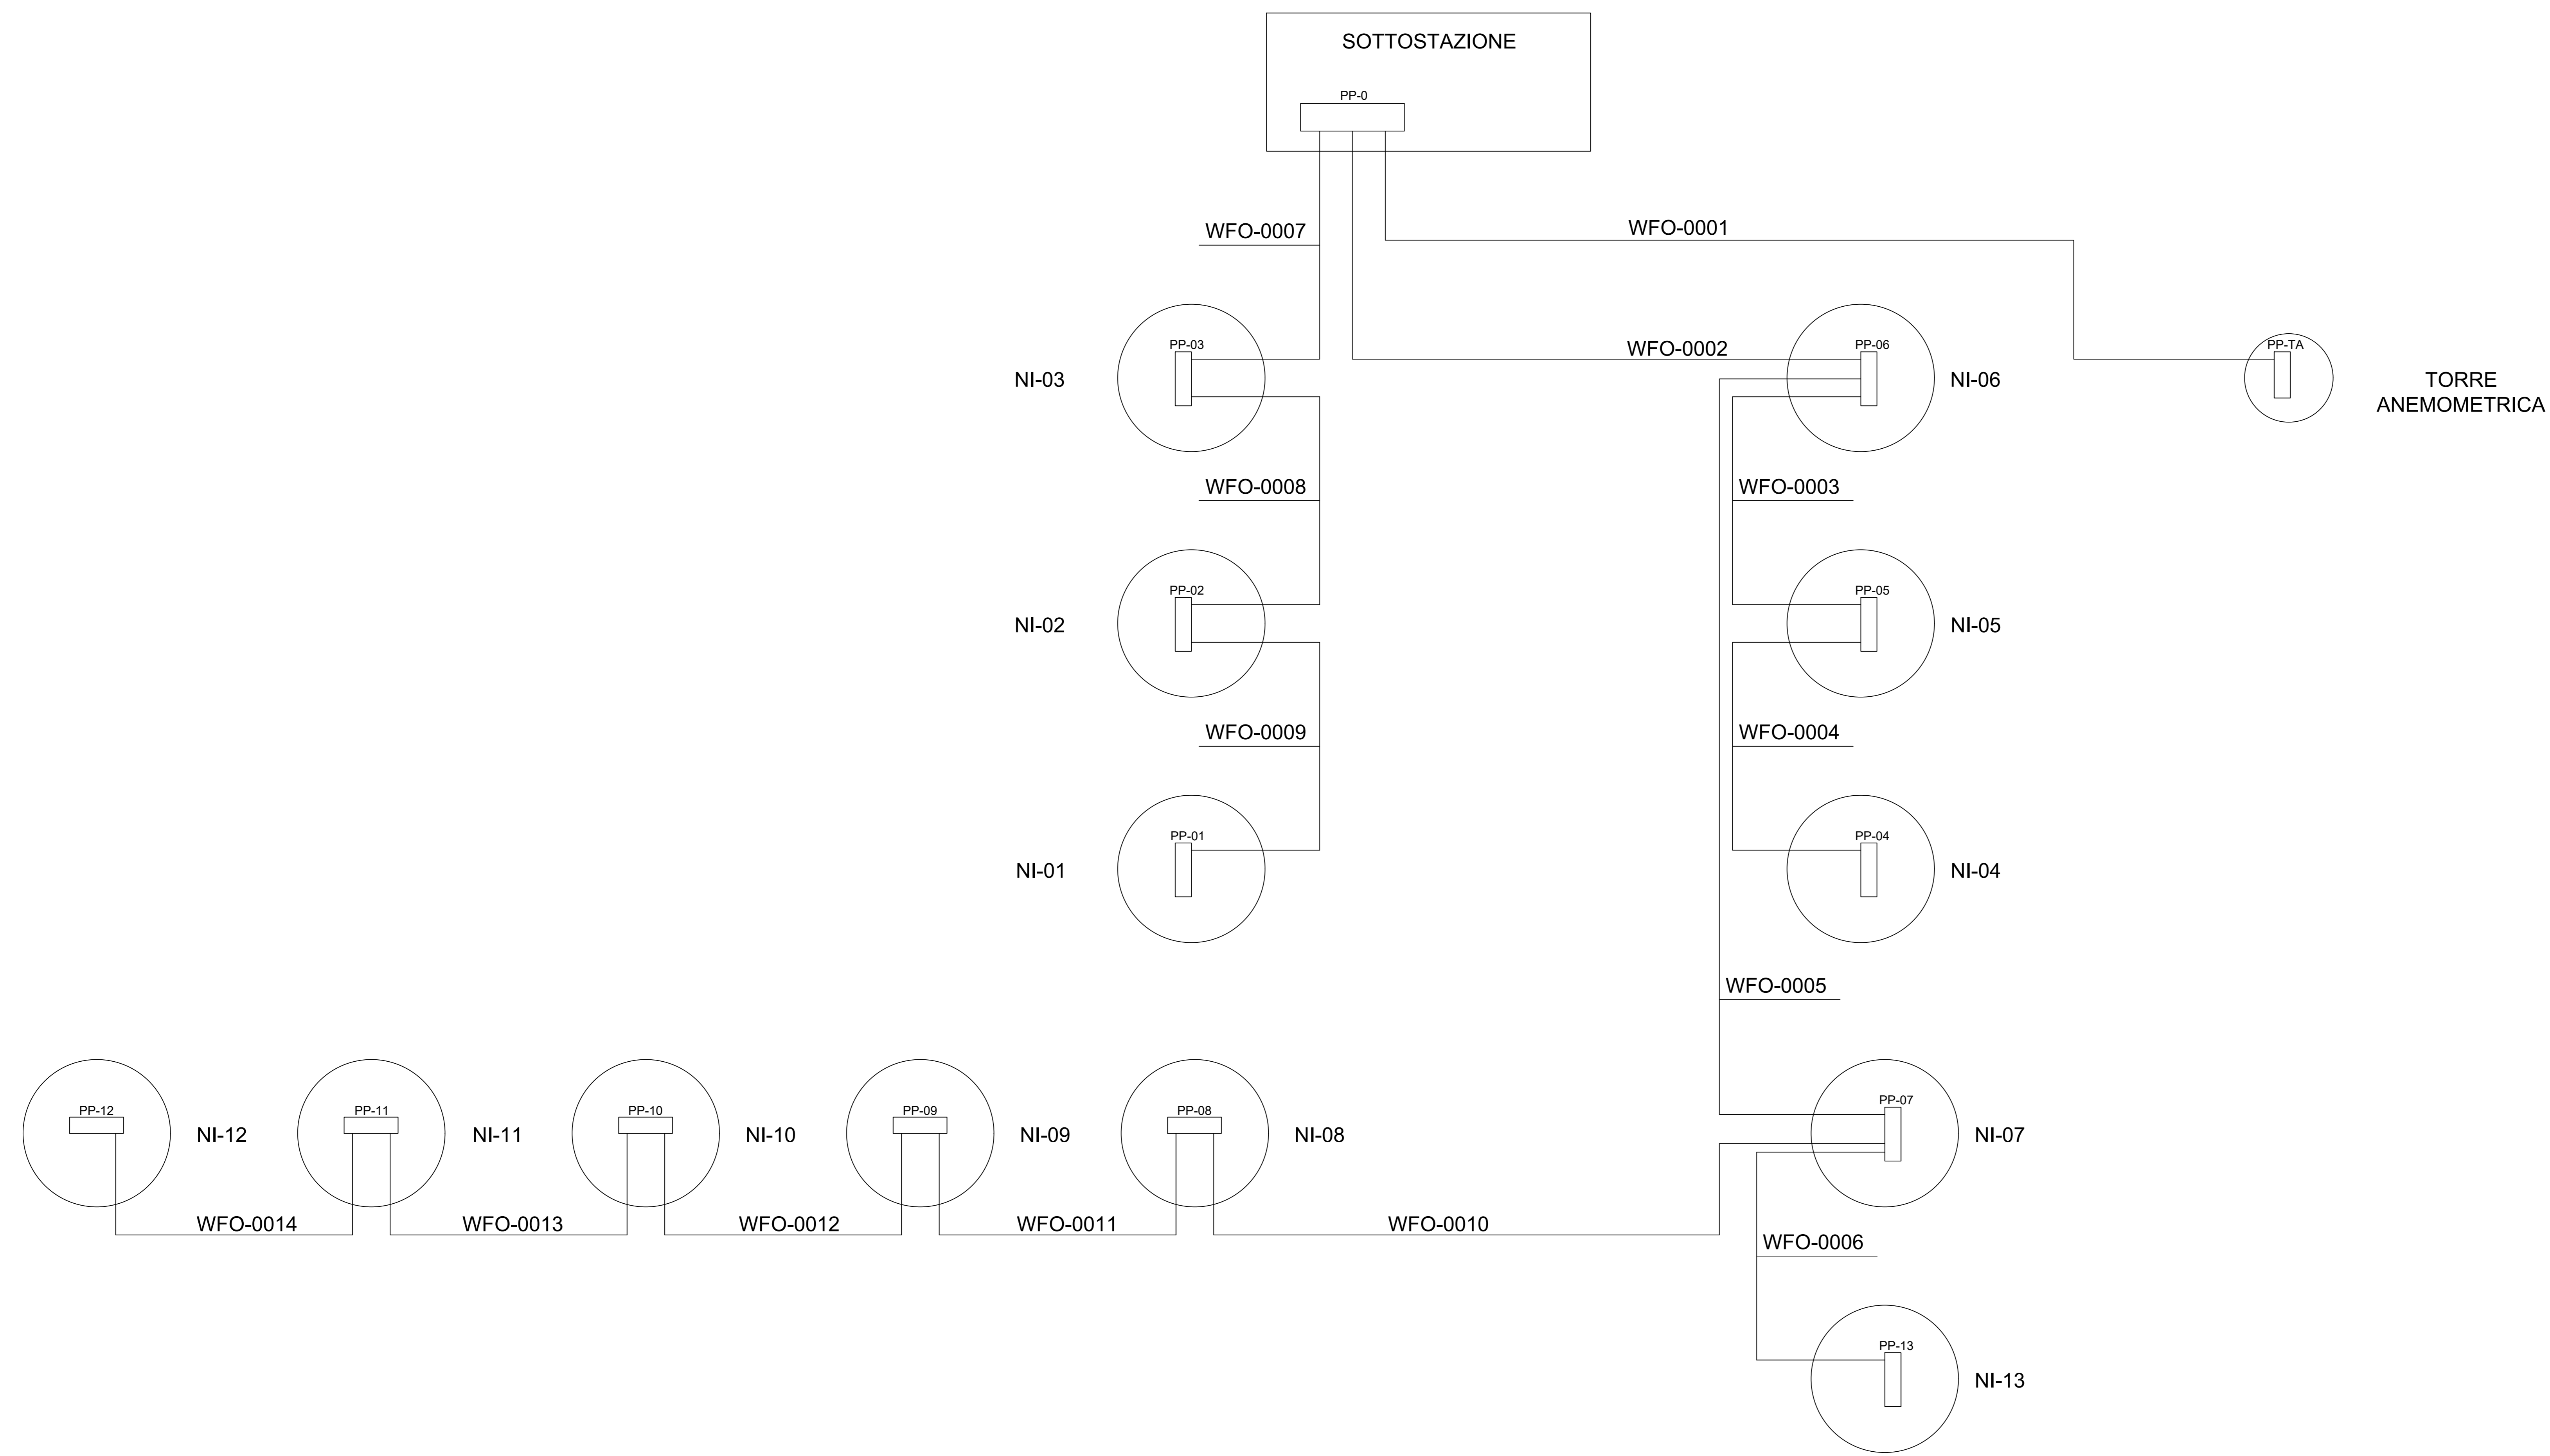 SOTTOSTAZIONE
PP-0
WFO-0007
WFO-0001
PP-03
WFO-0002
PP-06
PP-TA
NI-03
NI-06
TORRE
ANEMOMETRICA
WFO-0008
WFO-0003
PP-02
PP-05
NI-02
NI-05
WFO-0009
WFO-0004
PP-01
PP-04
NI-01
NI-04
WFO-0005
PP-12
PP-11
PP-10
PP-09
PP-08
PP-07
NI-12
NI-11
NI-10
NI-09
NI-08
NI-07
WFO-0014
WFO-0013
WFO-0012
WFO-0011
WFO-0010
WFO-0006
PP-13
NI-13